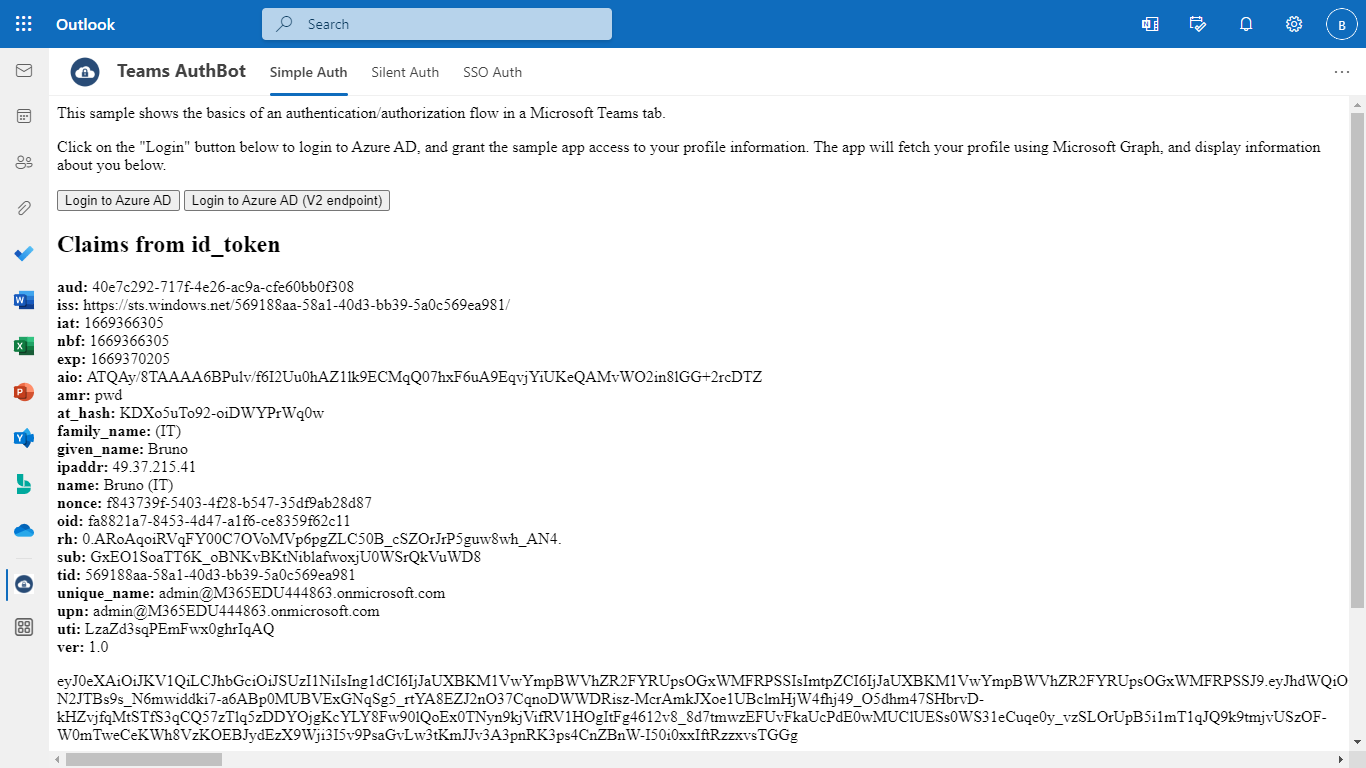 Outlook
Search
B
Teams AuthBot
Simple Auth
Silent Auth
SSO Auth
This sample shows the basics of an authentication/authorization flow in a Microsoft Teams tab.
Click on the "Login" button below to login to Azure AD, and grant the sample app access to your profile information. The app will fetch your profile using Microsoft Graph, and display information
about you below.
Login to Azure AD
Login to Azure AD (V2 endpoint)
Claims from id_token
aud: 40e7c292-717f-4e26-ac9a-cfe60bb0f308
iss: https://sts.windows.net/569188aa-58a1-40d3-bb39-5a0c569ea981/
iat: 1669366305
nbf: 1669366305
exp: 1669370205
aio: ATQAy/8TAAAA6BPulv/f6I2Uu0hAZ1lk9ECMqQ07hxF6uA9EqvjYiUKeQAMvWO2in8lGG+2rcDTZ
amr: pwd
at_hash: KDXo5uTo92-oiDWYPrWq0w
family_name: (IT)
given_name: Bruno
ipaddr: 49.37.215.41
name: Bruno (IT)
nonce: f843739f-5403-4f28-b547-35df9ab28d87
oid: fa8821a7-8453-4d47-a1f6-ce8359f62c11
rh: 0.ARoAqoiRVqFY00C7OVoMVp6pgZLC50B_cSZOrJrP5guw8wh_AN4.
sub: GxEO1SoaTT6K_oBNKvBKtNiblafwoxjU0WSrQkVuWD8
tid: 569188aa-58a1-40d3-bb39-5a0c569ea981
unique_name: admin@M365EDU444863.onmicrosoft.com
upn: admin@M365EDU444863.onmicrosoft.com
uti: LzaZd3sqPEmFwx0ghrIqAQ
ver: 1.0
eyJ0eXAiOiJKV1QiLCJhbGciOiJSUzI1NiIsIng1dCI6IjJaUXBKM1VwYmpBWVhZR2FYRUpsOGxWMFRPSSIsImtpZCI6IjJaUXBKM1VwYmpBWVhZR2FYRUpsOGxWMFRPSSJ9.eyJhdWQiO
N2JTBs9s_N6mwiddki7-a6ABp0MUBVExGNqSg5_rtYA8EZJ2nO37CqnoDWWDRisz-McrAmkJXoe1UBclmHjW4fhj49_O5dhm47SHbrvD-
kHZvjfqMtSTfS3qCQ57zTlq5zDDYOjgKcYLY8Fw90lQoEx0TNyn9kjVifRV1HOgItFg4612v8_8d7tmwzEFUvFkaUcPdE0wMUClUESs0WS31eCuqe0y_vzSLOrUpB5i1mT1qJQ9k9tmjvUSzOF-
W0mTweCeKWh8VzKOEBJydEzX9Wji3I5v9PsaGvLw3tKmJJv3A3pnRK3ps4CnZBnW-I50i0xxIftRzzxvsTGGg